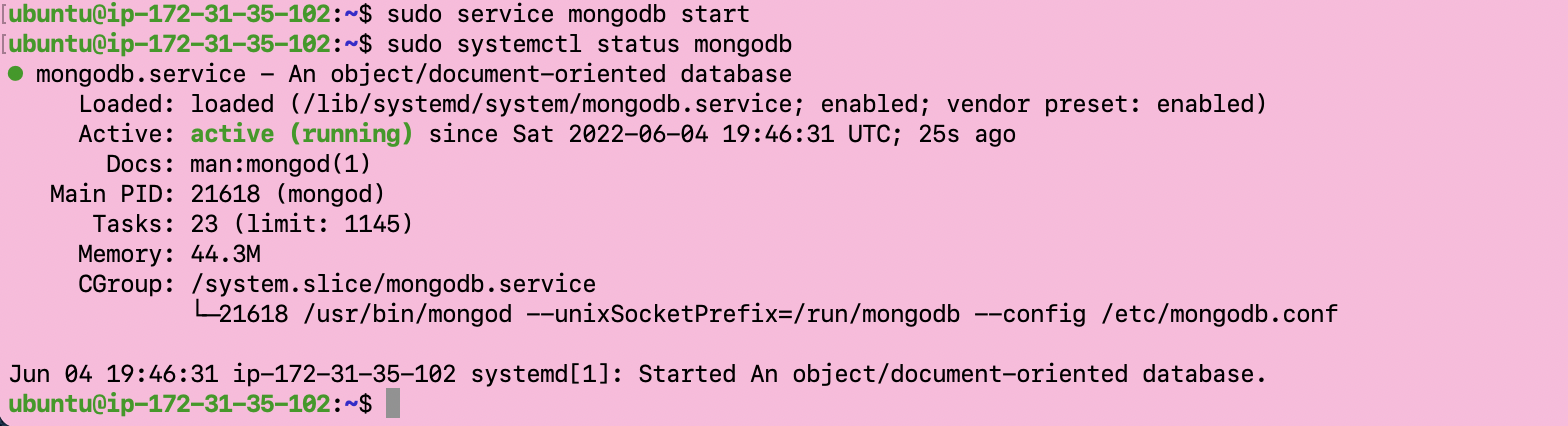 [ubuntu@ip-172-31-35-102:~$ sudo service mongodb start
[ubuntu@ip-172-31-35-102:~$ sudo systemctl status mongodb
● mongodb.service – An object/document-oriented database
     Loaded: loaded (/lib/systemd/system/mongodb.service; enabled; vendor preset: enabled)
     Active: active (running) since Sat 2022-06-04 19:46:31 UTC; 25s ago
       Docs: man:mongod(1)
   Main PID: 21618 (mongod)
      Tasks: 23 (limit: 1145)
     Memory: 44.3M
     CGroup: /system.slice/mongodb.service
             └─21618 /usr/bin/mongod --unixSocketPrefix=/run/mongodb --config /etc/mongodb.conf
Jun 04 19:46:31 ip-172-31-35-102 systemd[1]: Started An object/document-oriented database.
ubuntu@ip-172-31-35-102:~$